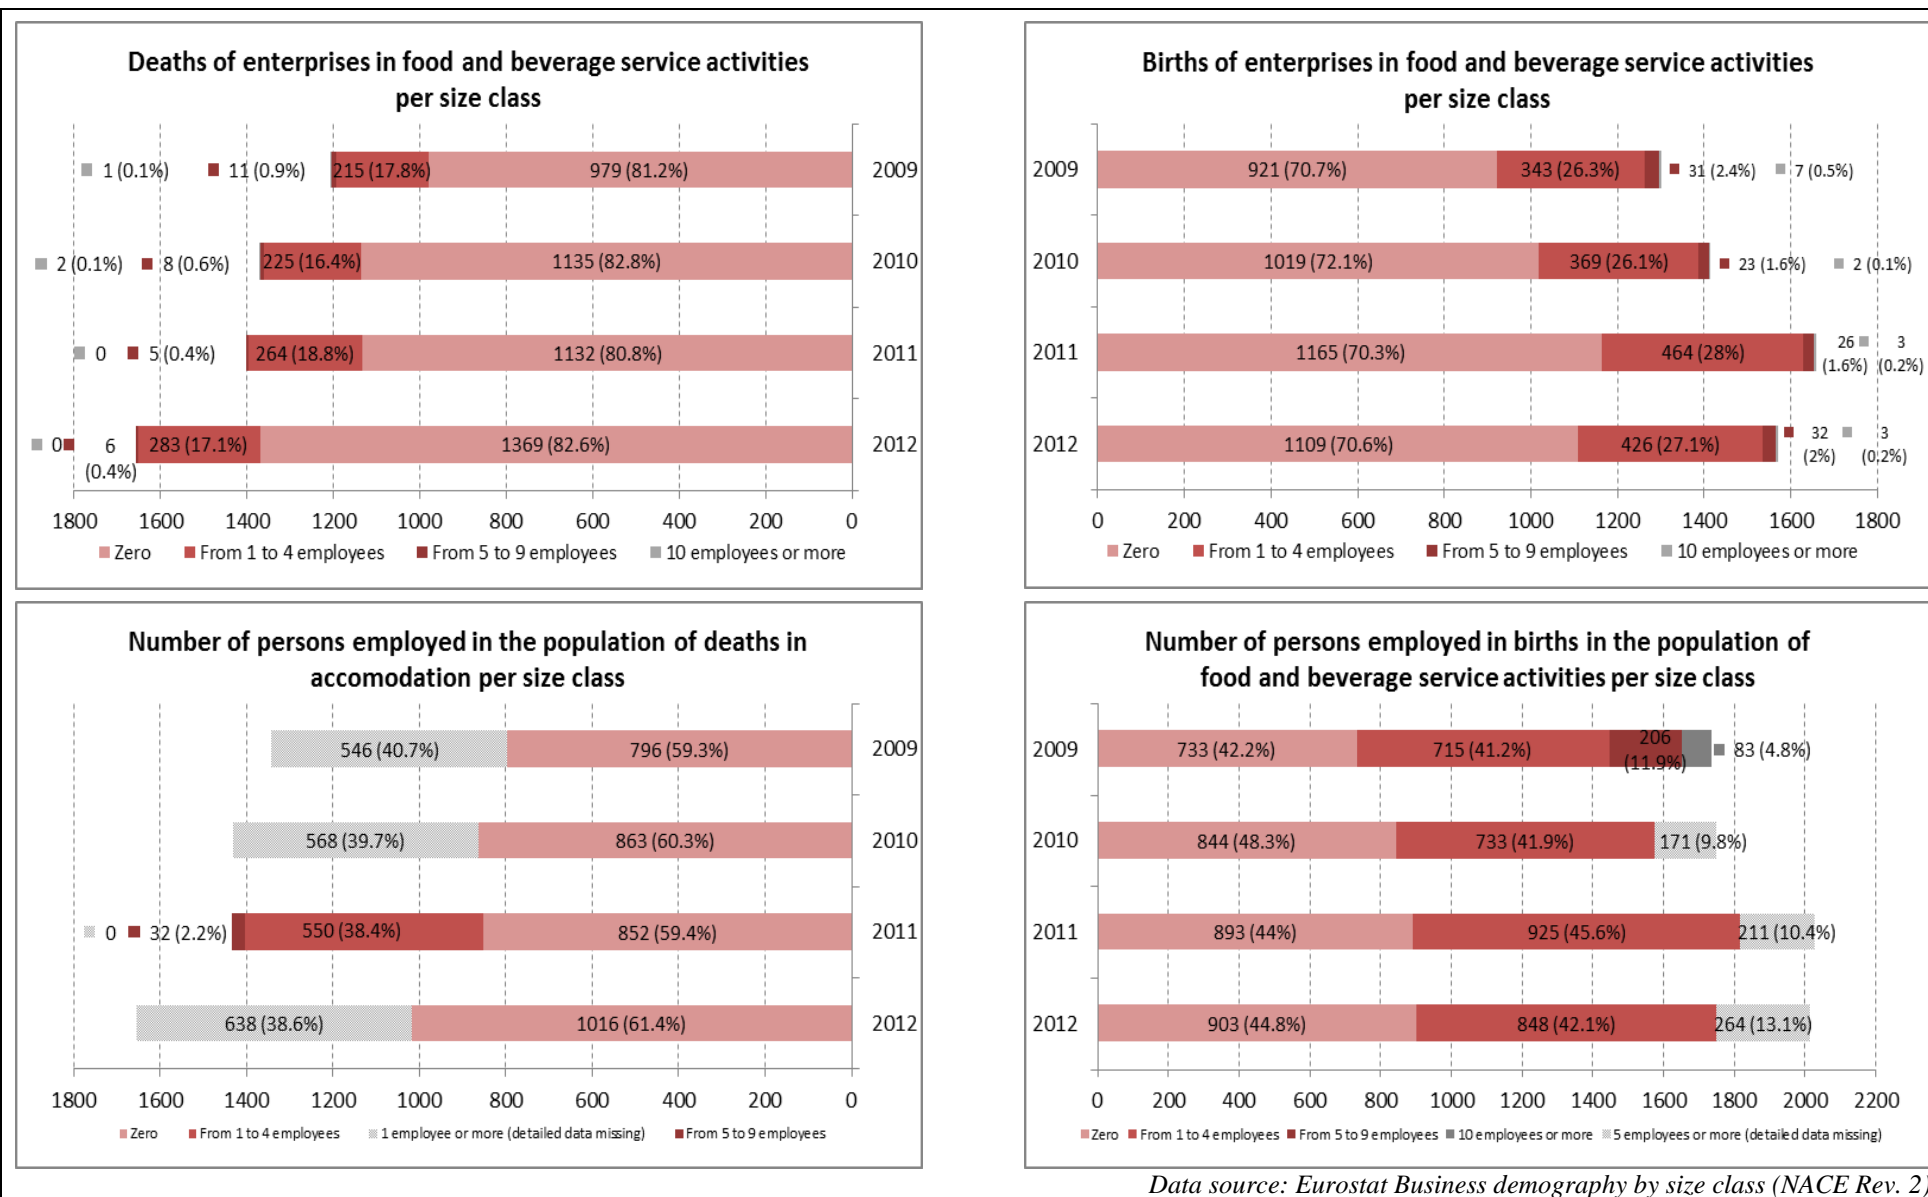 Deaths of enterprises in food and beverage service activities
per size class
1 (0.1%) 11 (0.9%) 215 (17.8%) 979 (81.2%) 2009
2 (0.1%) 8 (0.6%) 225 (16.4%) 1135 (82.8%) 2010
0 5 (0.4%) 264 (18.8%) 1132 (80.8%) 2011
0 6 283 (17.1%) 1369 (82.6%) 2012
(0.4%)
1800 1600 1400 1200 1000 800 600 400 200 0
Zero From 1 to 4 employees From 5 to 9 employees 10 employees or more
Births of enterprises in food and beverage service activities
per size class
2009 921 (70.7%) 343 (26.3%) 31 (2.4%) 7 (0.5%)
2010 1019 (72.1%) 369 (26.1%) 23 (1.6%) 2 (0.1%)
2011 1165 (70.3%) 464 (28%) 26 3
(1.6%) (0.2%)
2012 1109 (70.6%) 426 (27.1%) 32 3
(2%) (0.2%)
0 200 400 600 800 1000 1200 1400 1600 1800
Zero From 1 to 4 employees From 5 to 9 employees 10 employees or more
Number of persons employed in the population of deaths in
accomodation per size class
546 (40.7%) 796 (59.3%) 2009
568 (39.7%) 863 (60.3%) 2010
0 32 (2.2%) 550 (38.4%) 852 (59.4%) 2011
638 (38.6%) 1016 (61.4%) 2012
1800 1600 1400 1200 1000 800 600 400 200 0
Zero From 1 to 4 employees 1 employee or more (detailed data missing) From 5 to 9 employees
Number of persons employed in births in the population of
food and beverage service activities per size class
2009 733 (42.2%) 715 (41.2%) 206 83 (4.8%)
(11.9%)
2010 844 (48.3%) 733 (41.9%) 171 (9.8%)
2011 893 (44%) 925 (45.6%) 211 (10.4%)
2012 903 (44.8%) 848 (42.1%) 264 (13.1%)
0 200 400 600 800 1000 1200 1400 1600 1800 2000 2200
Zero From 1 to 4 employees From 5 to 9 employees 10 employees or more 5 employees or more (detailed data missing)
Data source: Eurostat Business demography by size class (NACE Rev. 2)